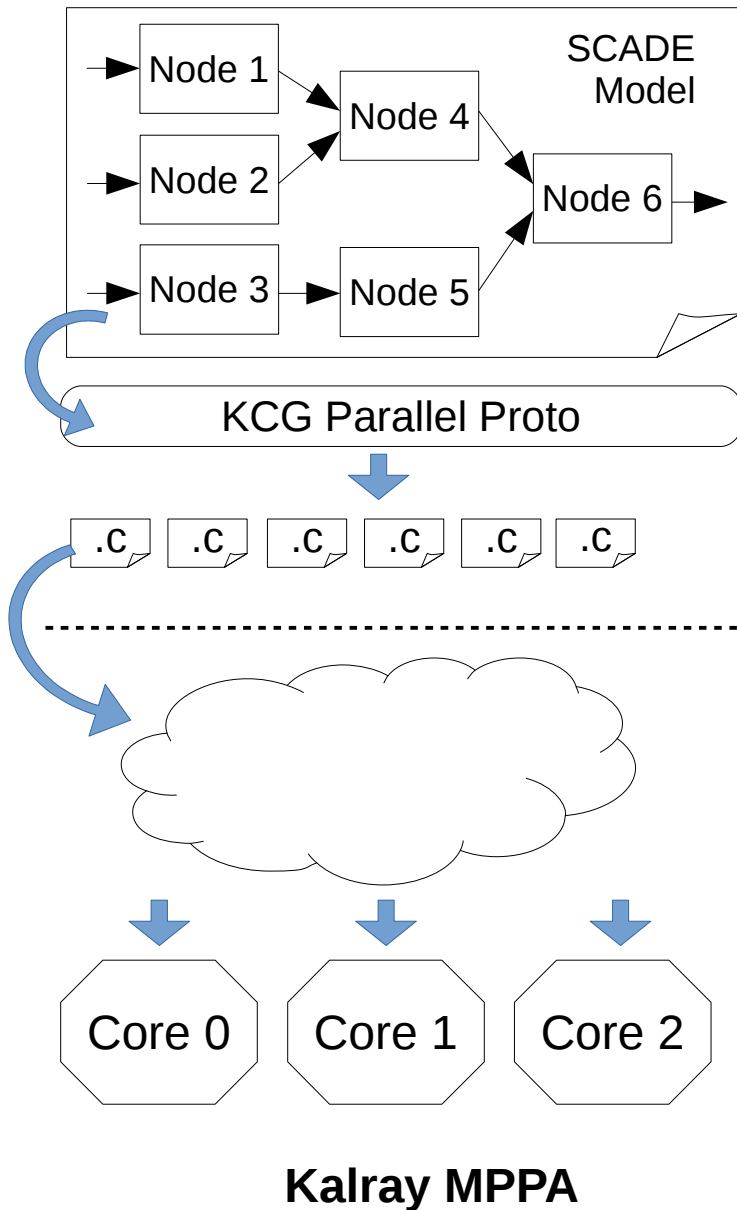 Node 1
SCADE
Model
Node 4
Node 2
Node 6
Node 3
Node 5
KCG Parallel Proto
.c .c .c .c .c .c
Core 0 Core 1 Core 2
Kalray MPPA